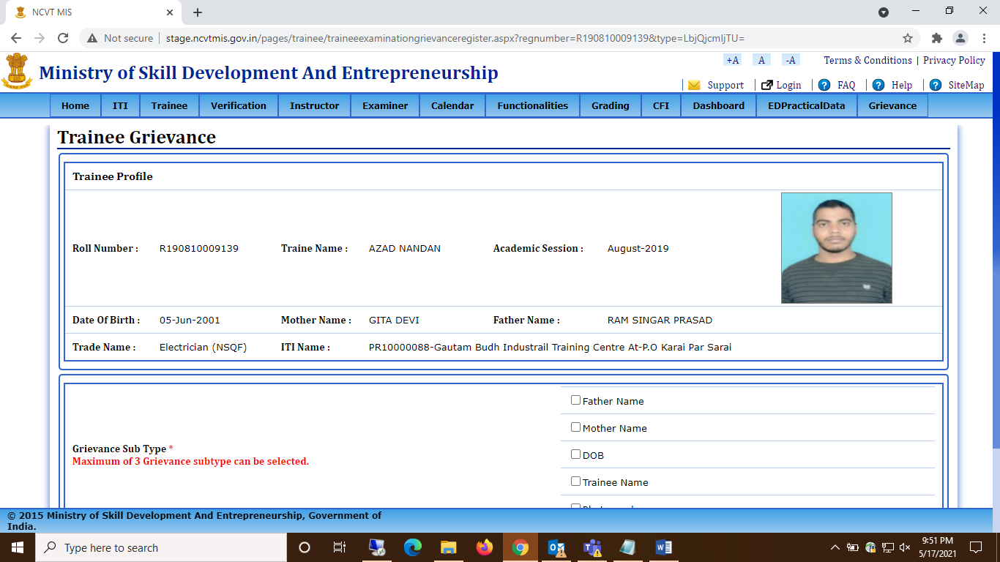 NCVT MIS
Not secure stage.ncvtmis.gov.in/pages/trainee/traineeexaminationgrievanceregister.aspx?regnumber=R190810009139&type=LbjQjcmIjTU=
+A A -A Terms & Conditions | Privacy Policy
Ministry of Skill Development And Entrepreneurship
Support Login FAQ Help SiteMap
Home ITI Trainee Verification Instructor Examiner Calendar Functionalities Grading CFI Dashboard EDPracticalData Grievance
Trainee Grievance
Trainee Profile
Roll Number : R190810009139 Traine Name : AZAD NANDAN Academic Session : August-2019
Date Of Birth : 05-Jun-2001 Mother Name : GITA DEVI Father Name : RAM SINGAR PRASAD
Trade Name : Electrician (NSQF) ITI Name : PR10000088-Gautam Budh Industrail Training Centre At-P.O Karai Par Sarai
Father Name
Mother Name
Grievance Sub Type *
Maximum of 3 Grievance subtype can be selected.
DOB
Trainee Name
© 2015 Ministry of Skill Development And Entrepreneurship, Government of
India.
Type here to search
9:51 PM
5/17/2021